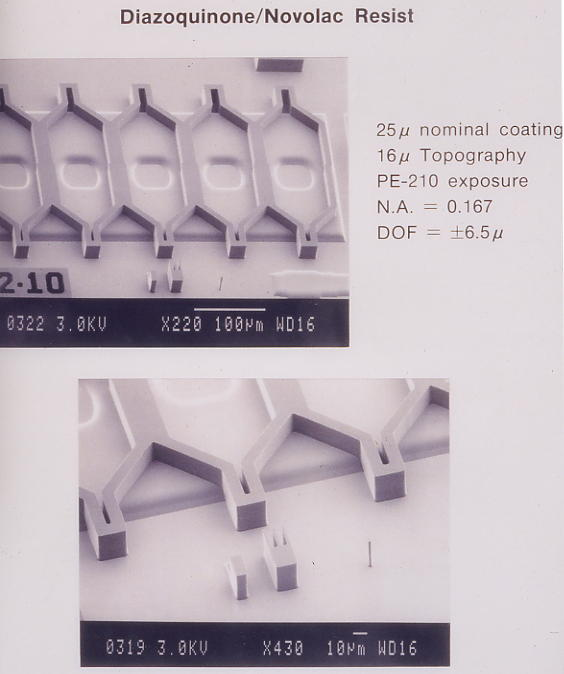 Diazoquinone/Novolac Resist
25µ nominal coating
16µ Topography
PE-210 exposure
N.A. = 0.167
DOF = ±6.5µ
2·10
0322 3.0KV X220 100µm WD16
0319 3.0KV X430 10µm WD16